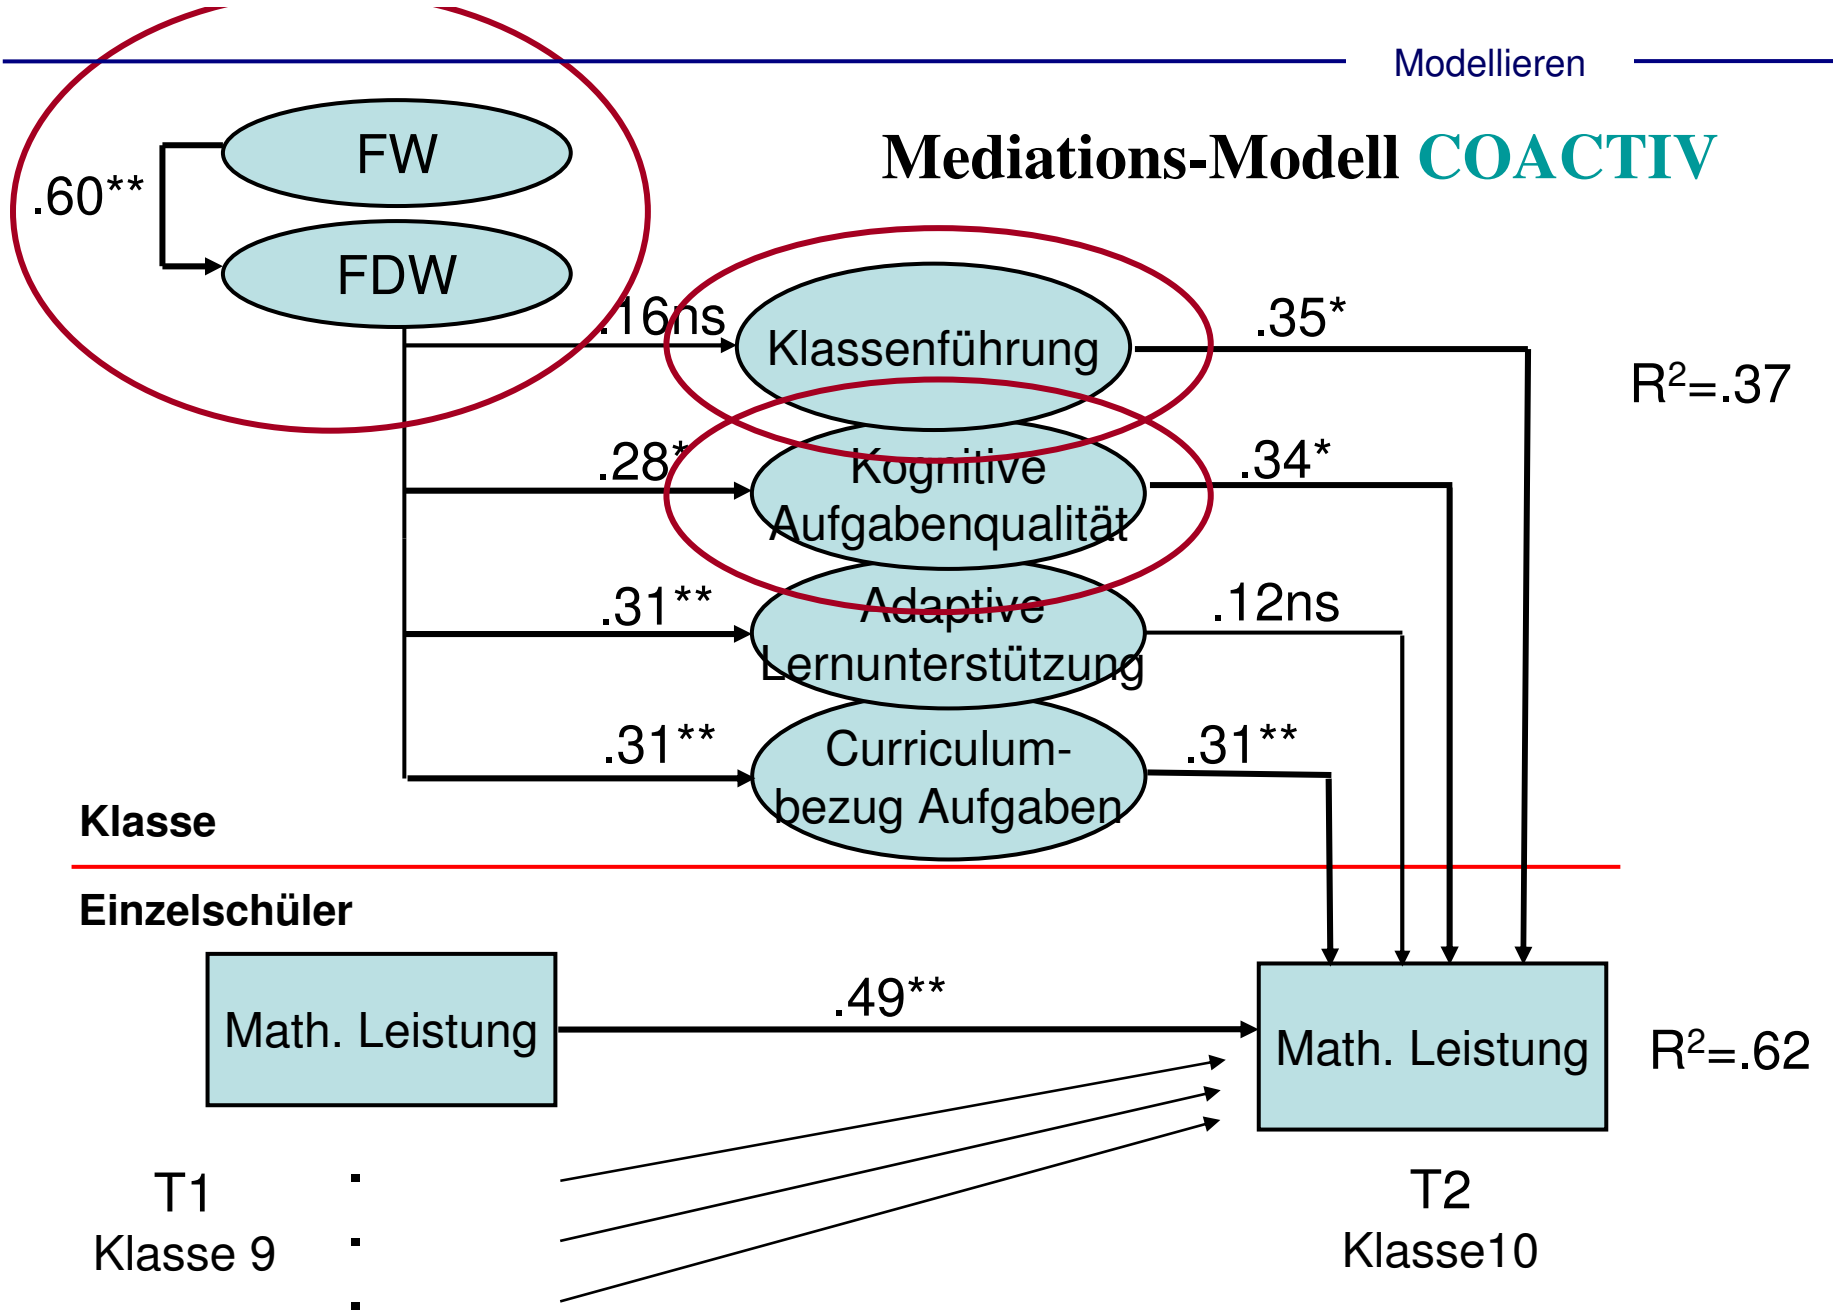 Modellieren
Mediations-Modell COACTIV
FW
.60**
FDW
.16ns
Klassenführung
.35*
R²=.37
.28*
Kognitive
Aufgabenqualität
.34*
.31**
Adaptive
Lernunterstützung
.12ns
.31**
Curriculum-
bezug Aufgaben
.31**
Klasse
Einzelschüler
Math. Leistung
.49**
Math. Leistung
R²=.62
T1
Klasse 9
T2
Klasse10